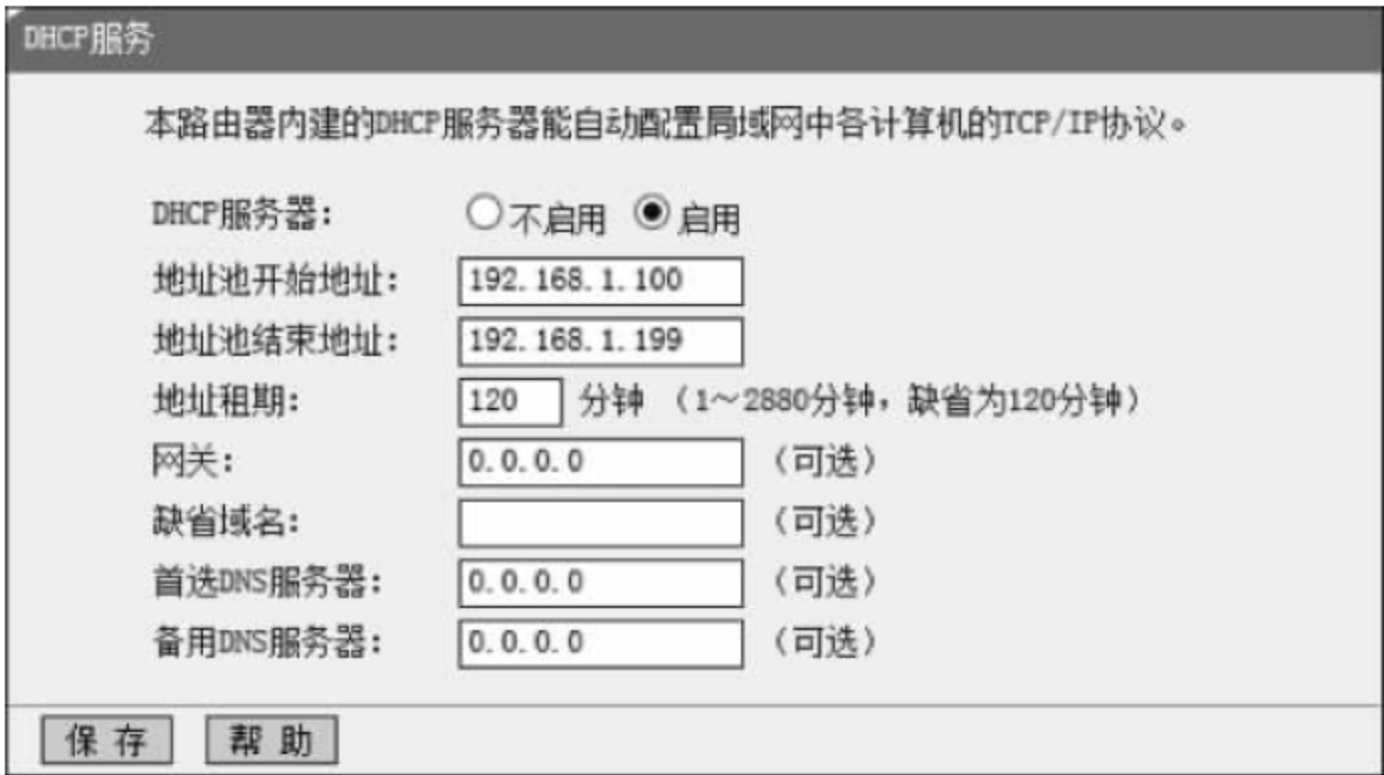 DHCP服务
本路由器内建的DHCP服务器能自动配置局域网中各计算机的TCP/IP协议。
DHCP服务器: 不启用 启用
地址池开始地址: 192.168.1.100
地址池结束地址: 192.168.1.199
地址租期: 120 分钟 (1～2880分钟，缺省为120分钟)
网关: 0.0.0.0 (可选)
缺省域名: (可选)
首选DNS服务器: 0.0.0.0 (可选)
备用DNS服务器: 0.0.0.0 (可选)
保存 帮助